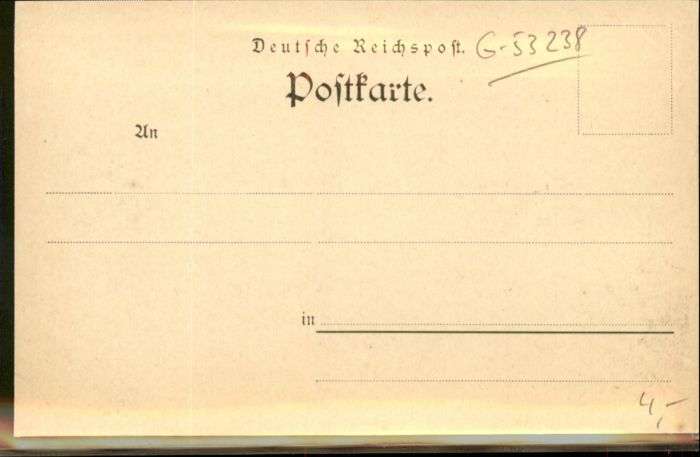 Deutſche Reichspoſt. G-53238
Poſtkarte.
An
in
4,-